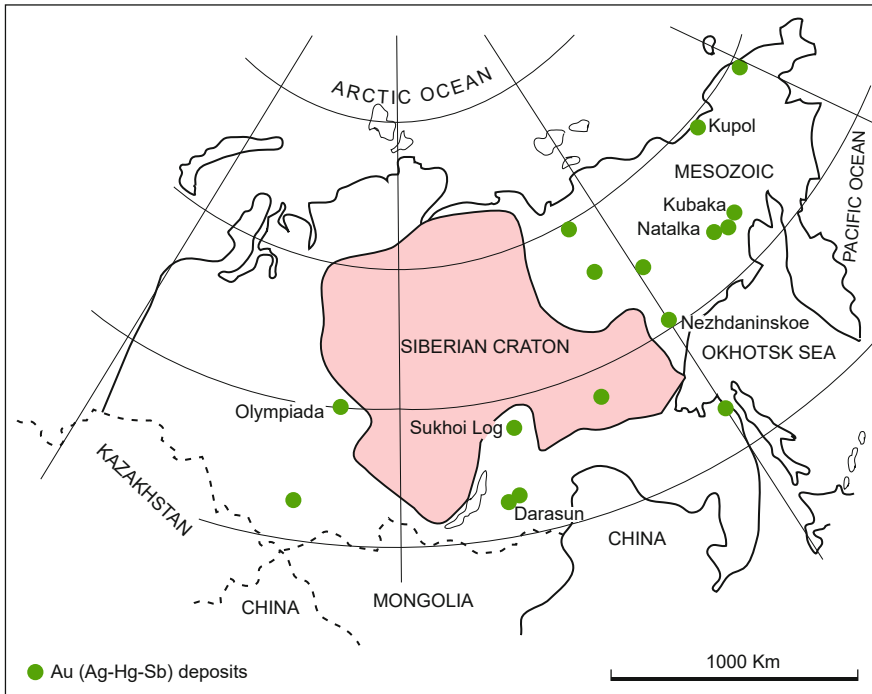 ARCTIC OCEAN
Kupol
MESOZOIC
PACIFIC OCEAN
Kubaka
Natalka
Nezhdaninskoe
SIBERIAN CRATON
OKHOTSK SEA
Olympiada
Sukhoi Log
KAZAKHSTAN
Darasun
CHINA
CHINA
MONGOLIA
Au (Ag-Hg-Sb) deposits
1000 Km